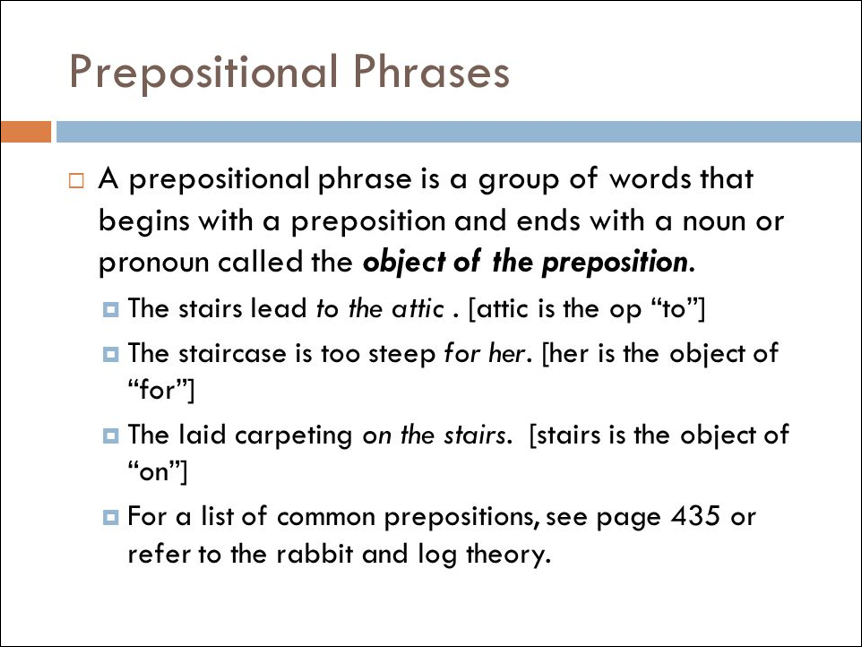 Prepositional Phrases
A prepositional phrase is a group of words that
begins with a preposition and ends with a noun or
pronoun called the object of the preposition.
The stairs lead to the attic . [attic is the op “to”]
The staircase is too steep for her. [her is the object of
“for”]
The laid carpeting on the stairs. [stairs is the object of
“on”]
For a list of common prepositions, see page 435 or
refer to the rabbit and log theory.